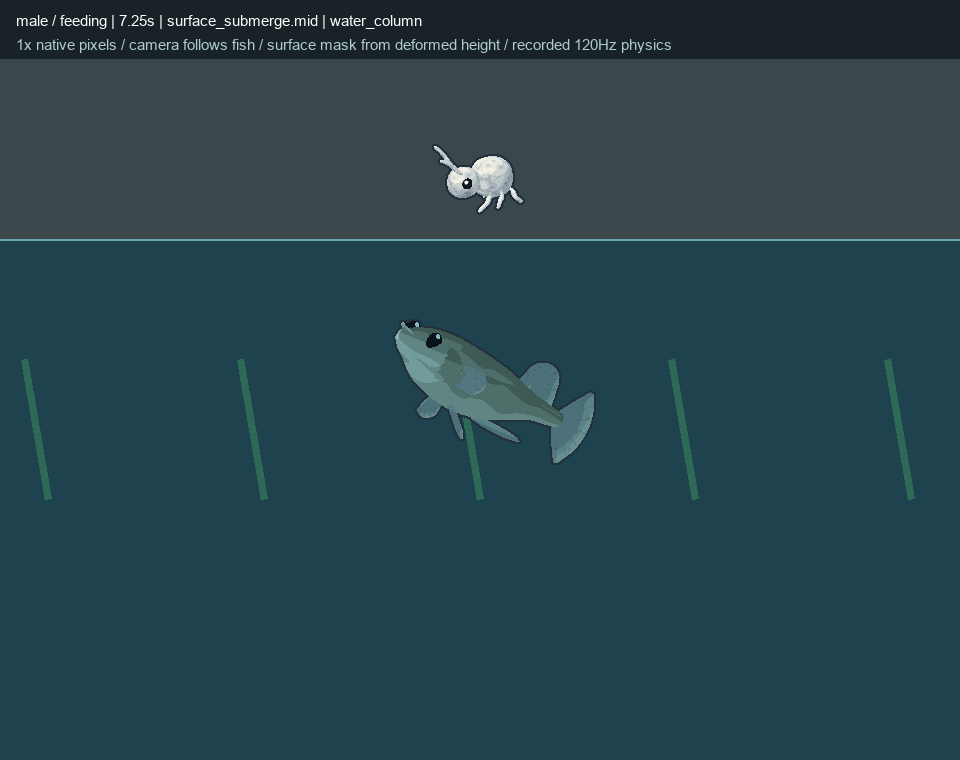 male / feeding | 7.25s | surface_submerge.mid | water_column
1x native pixels / camera follows fish / surface mask from deformed height / recorded 120Hz physics